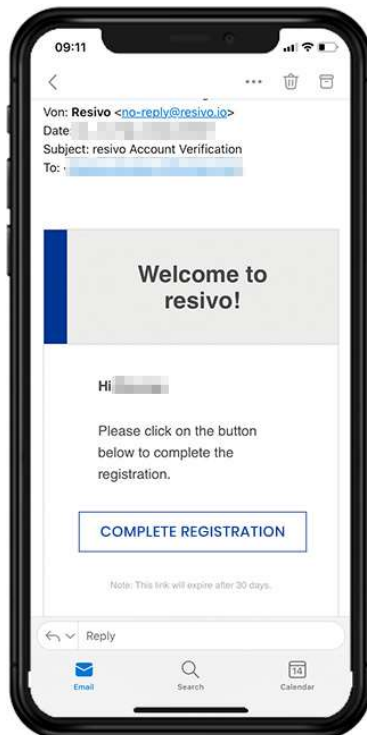 09:11
Von: Resivo <no-reply@resivo.io>
Date
Subject: resivo Account Verification
To:
Welcome to
resivo!
Hi
Please click on the button
below to complete the
registration.
COMPLETE REGISTRATION
Note: This link will expire after 30 days.
Reply
Email
Search
14
Calendar